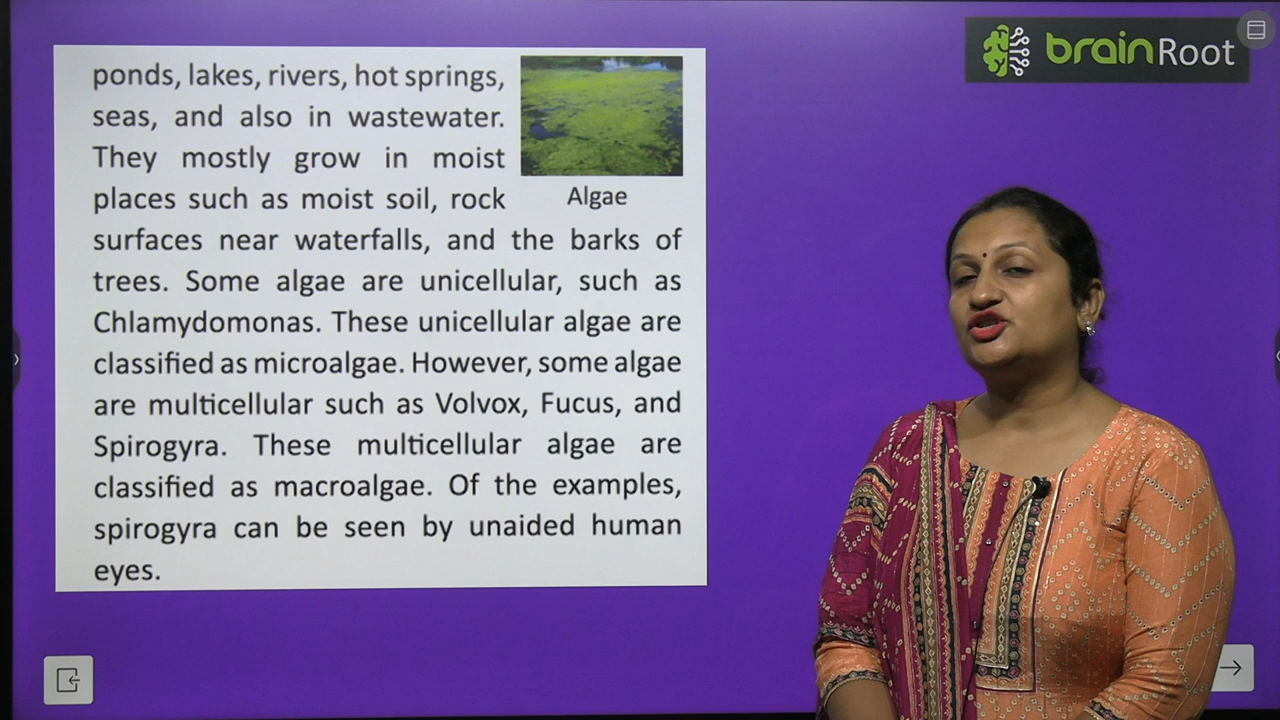 brainRoot
ponds, lakes, rivers, hot springs,
seas, and also in wastewater.
They mostly grow in moist
places such as moist soil, rock
Algae
surfaces near waterfalls, and the barks of
trees. Some algae are unicellular, such as
Chlamydomonas. These unicellular algae are
classified as microalgae. However, some algae
are multicellular such as Volvox, Fucus, and
Spirogyra. These multicellular algae are
classified as macroalgae. Of the examples,
spirogyra can be seen by unaided human
eyes.